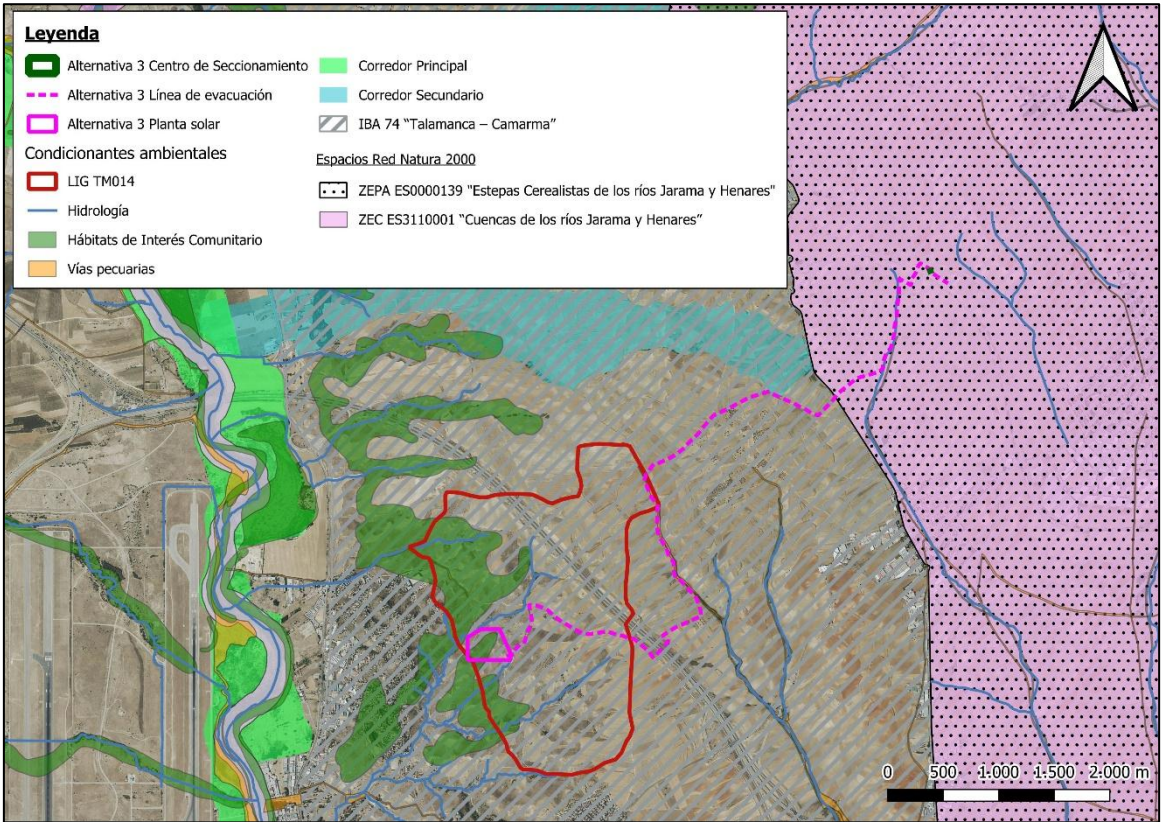 Leyenda
Alternativa 3 Centro de Seccionamiento
Alternativa 3 Línea de evacuación
Alternativa 3 Planta solar
Condicionantes ambientales
LIG TM014
Hidrología
Hábitats de Interés Comunitario
Vías pecuarias
Corredor Principal
Corredor Secundario
IBA 74 “Talamanca – Camarma”
Espacios Red Natura 2000
ZEPA ES0000139 "Estepas Cerealistas de los ríos Jarama y Henares"
ZEC ES3110001 “Cuencas de los ríos Jarama y Henares”
0 500 1.000 1.500 2.000 m